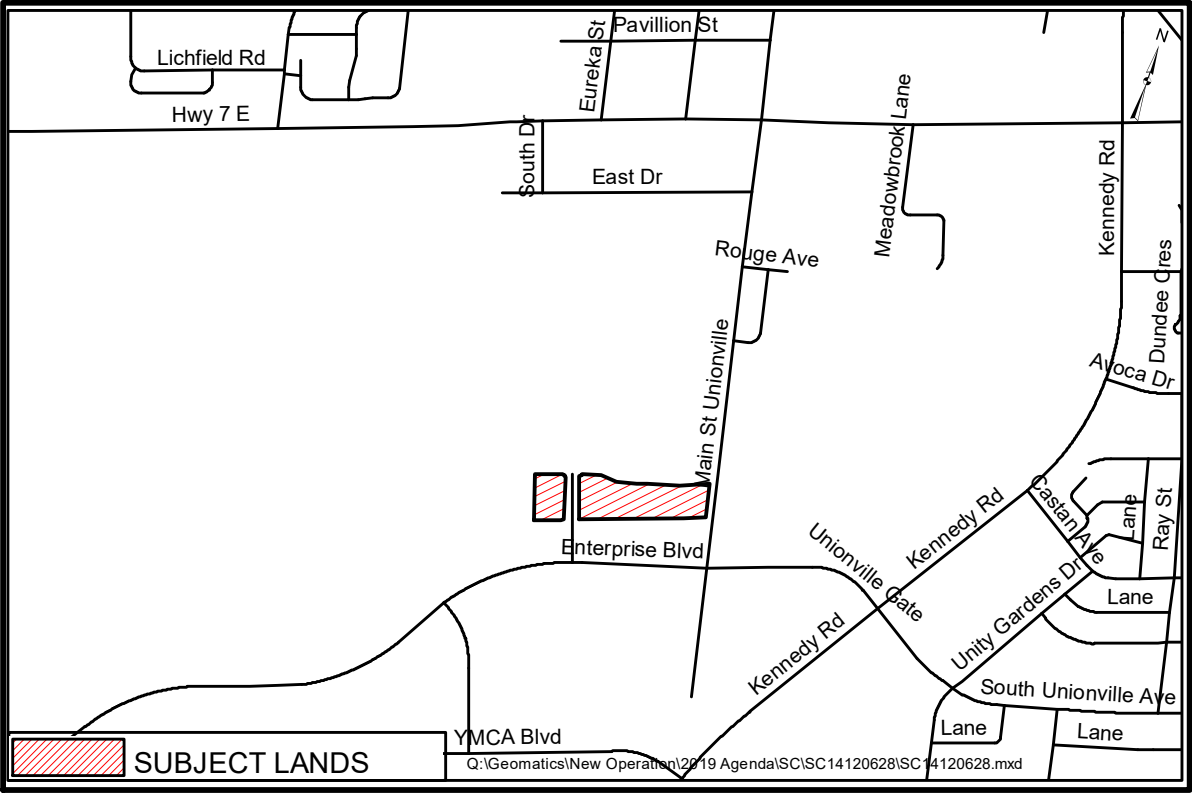 Pavillion St
Eureka St
Lichfield Rd
Hwy 7 E
N
South Dr
East Dr
Meadowbrook Lane
Kennedy Rd
Rouge Ave
Dundee Cres
Main St Unionville
Avoca Dr
Castan Ave
Lane
Ray St
Kennedy Rd
Enterprise Blvd
Unionville Gate
Unity Gardens Dr
Lane
Kennedy Rd
South Unionville Ave
Lane
Lane
YMCA Blvd
SUBJECT LANDS
Q:\Geomatics\New Operation\2019 Agenda\SC\SC14120628\SC14120628.mxd